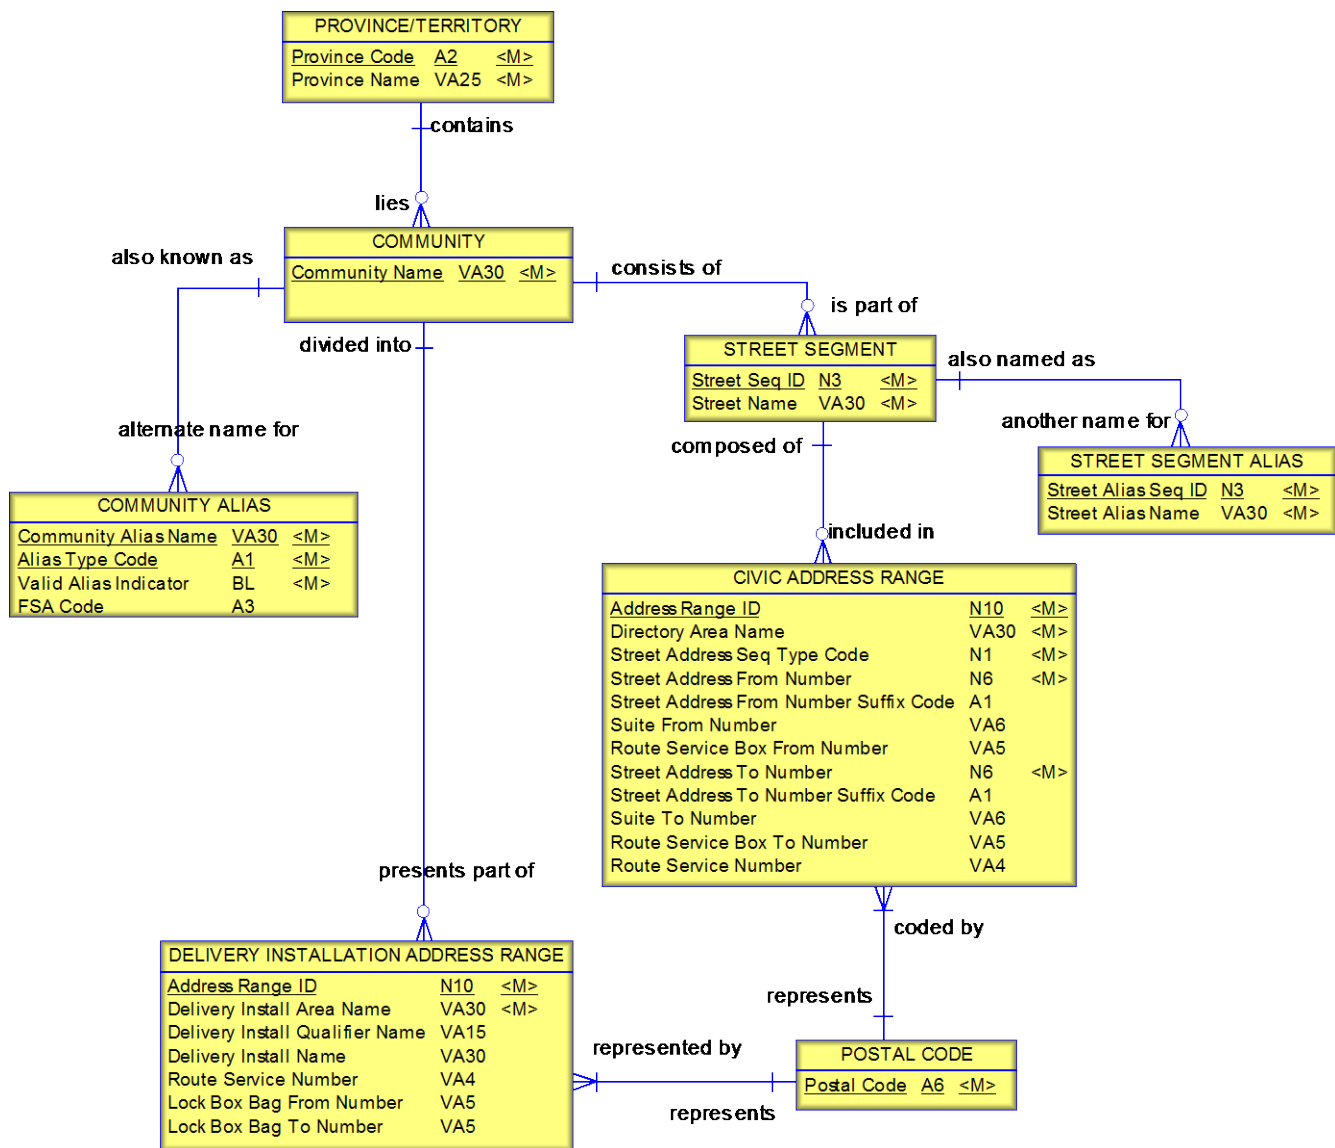 PROVINCE/TERRITORY
Province Code A2 <M>
Province Name VA25 <M>
contains
lies
COMMUNITY
Community Name VA30 <M>
also known as
consists of
is part of
divided into
STREET SEGMENT
Street Seq ID N3 <M>
Street Name VA30 <M>
also named as
another name for
alternate name for
composed of
STREET SEGMENT ALIAS
Street Alias Seq ID N3 <M>
Street Alias Name VA30 <M>
COMMUNITY ALIAS
Community Alias Name VA30 <M>
Alias Type Code A1 <M>
Valid Alias Indicator BL <M>
FSA Code A3
included in
CIVIC ADDRESS RANGE
Address Range ID N10 <M>
Directory Area Name VA30 <M>
Street Address Seq Type Code N1 <M>
Street Address From Number N6 <M>
Street Address From Number Suffix Code A1
Suite From Number VA6
Route Service Box From Number VA5
Street Address To Number N6 <M>
Street Address To Number Suffix Code A1
Suite To Number VA6
Route Service Box To Number VA5
Route Service Number VA4
presents part of
coded by
DELIVERY INSTALLATION ADDRESS RANGE
Address Range ID N10 <M>
Delivery Install Area Name VA30 <M>
Delivery Install Qualifier Name VA15
Delivery Install Name VA30
Route Service Number VA4
Lock Box Bag From Number VA5
Lock Box Bag To Number VA5
represents
represented by
POSTAL CODE
Postal Code A6 <M>
represents